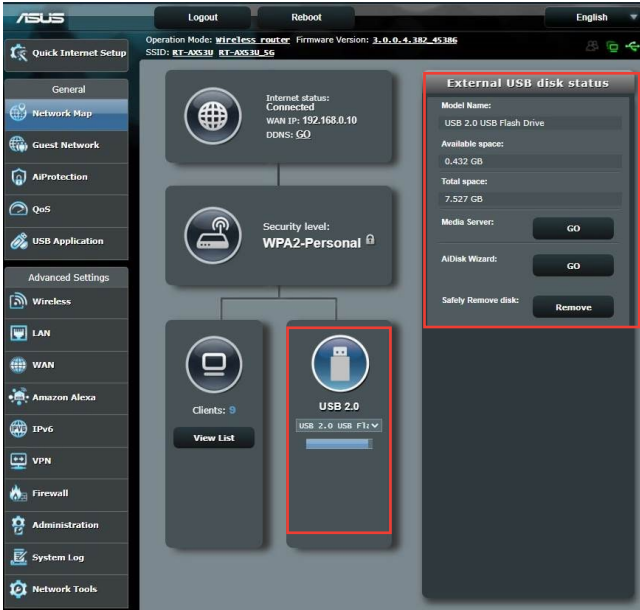 ASUS
Logout
Reboot
English
Quick Internet Setup
Operation Mode: Wireless router Firmware Version: 3.0.0.4.382_45386
SSID: RT-AX53U RT-AX53U_5G
General
Network Map
Guest Network
AiProtection
QoS
USB Application
Advanced Settings
Wireless
LAN
WAN
Amazon Alexa
IPv6
VPN
Firewall
Administration
System Log
Network Tools
Internet status:
Connected
WAN IP: 192.168.0.10
DDNS: GO
Security level:
WPA2-Personal
Clients: 9
View List
USB 2.0
USB 2.0 USB Fl
External USB disk status
Model Name:
USB 2.0 USB Flash Drive
Available space:
0.432 GB
Total space:
7.527 GB
Media Server:
GO
AiDisk Wizard:
GO
Safely Remove disk:
Remove